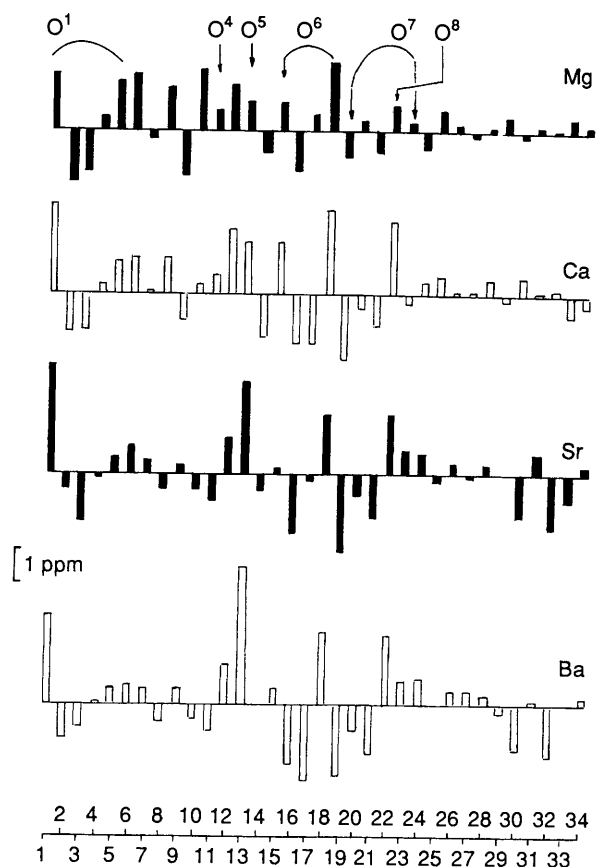 O¹ O⁴ O⁵ O⁶ O⁷ O⁸
Mg
Ca
Sr
1 ppm
Ba
2 4 6 8 10 12 14 16 18 20 22 24 26 28 30 32 34
1 3 5 7 9 11 13 15 17 19 21 23 25 27 29 31 33